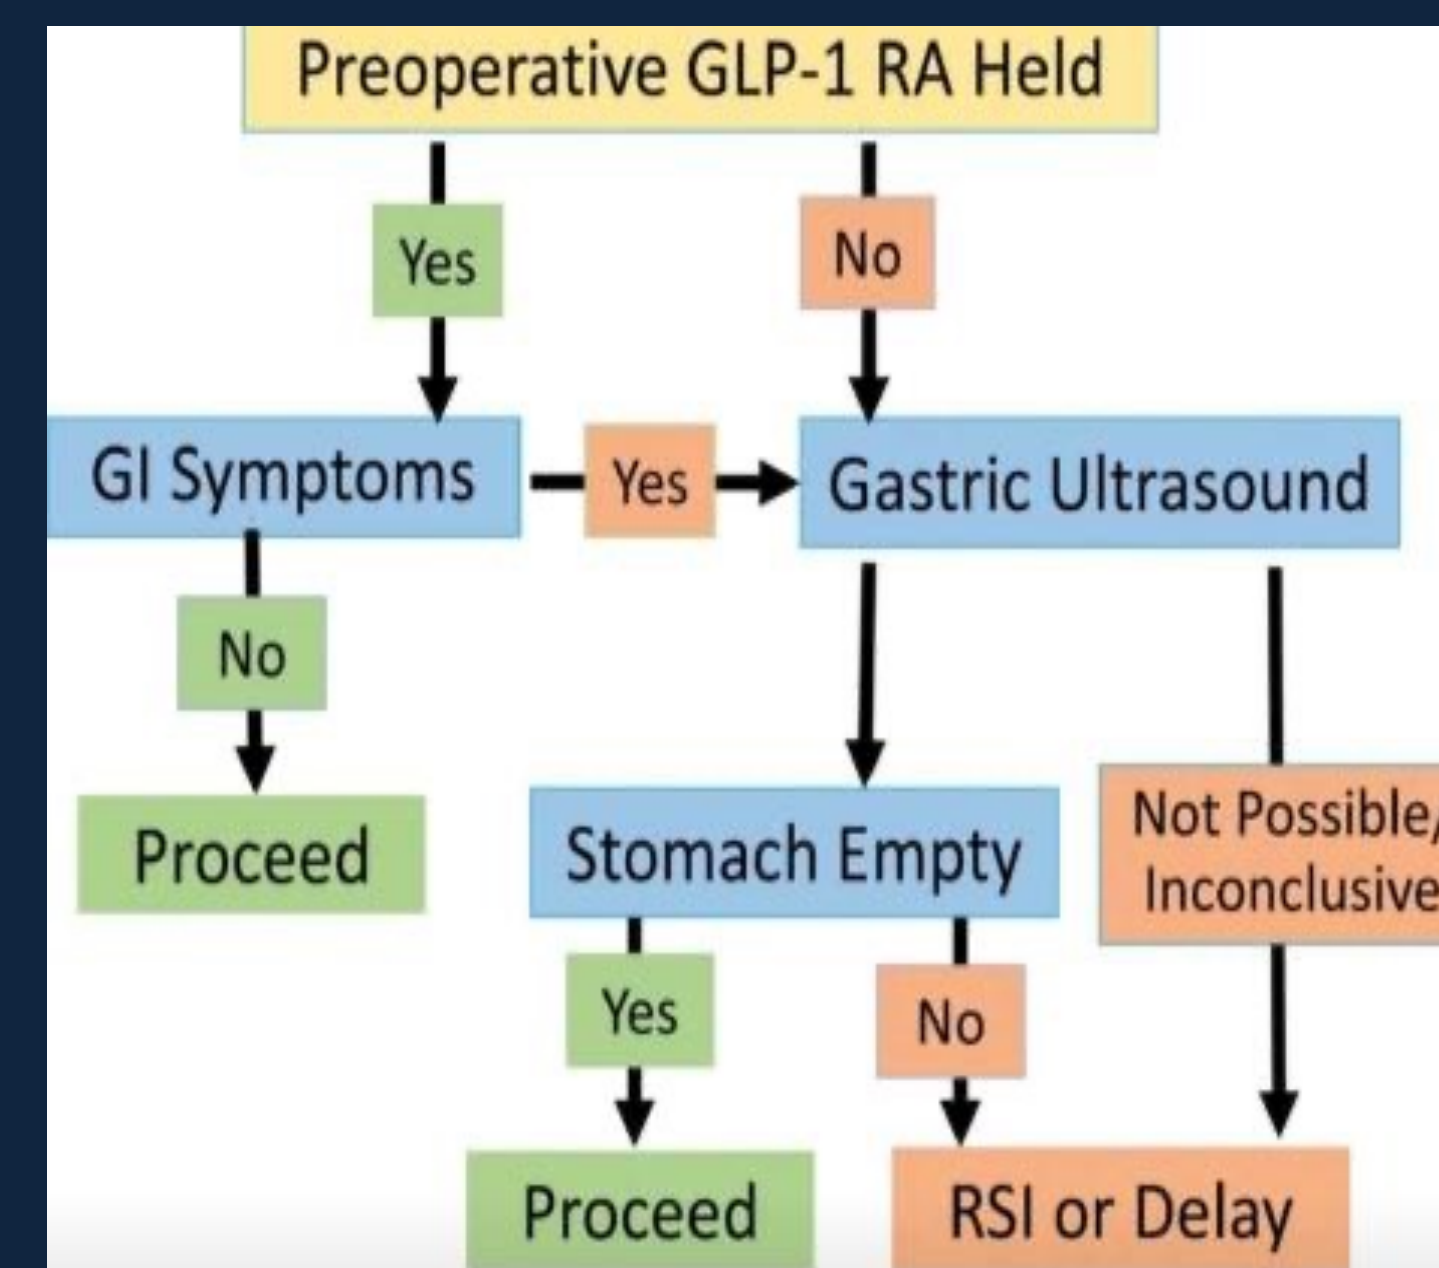 Preoperative GLP-1 RA Held
Yes
No
GI Symptoms
Yes
Gastric Ultrasound
No
Proceed
Stomach Empty
Not Possible/
Inconclusive
Yes
No
Proceed
RSI or Delay